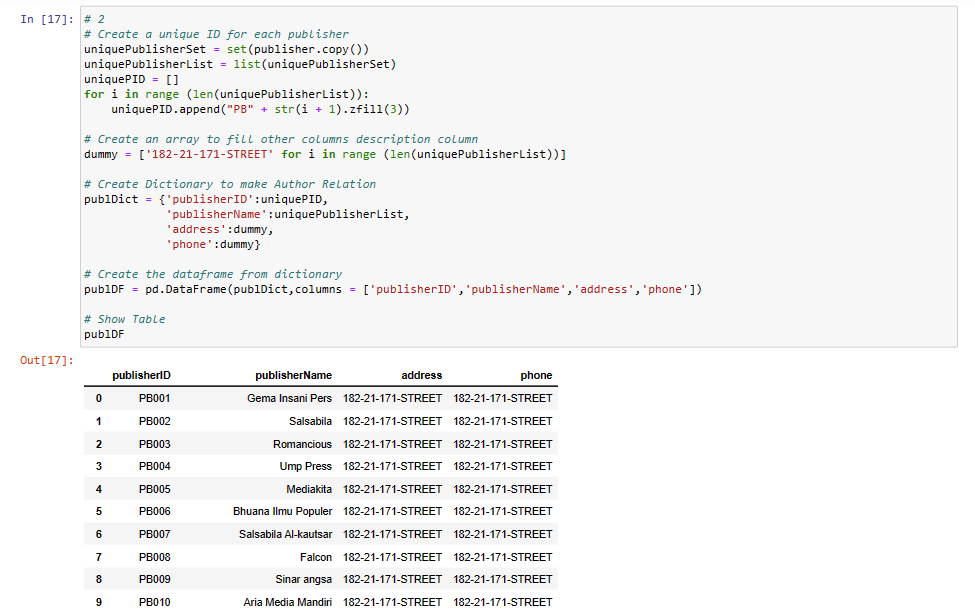 In [17]: # 2
# Create a unique ID for each publisher
uniquePublisherSet = set(publisher.copy())
uniquePublisherList = list(uniquePublisherSet)
uniquePID = []
for i in range (len(uniquePublisherList)):
    uniquePID.append("PB" + str(i + 1).zfill(3))
# Create an array to fill other columns description column
dummy = ['182-21-171-STREET' for i in range (len(uniquePublisherList))]
# Create Dictionary to make Author Relation
publDict = {'publisherID':uniquePID,
            'publisherName':uniquePublisherList,
            'address':dummy,
            'phone':dummy}
# Create the dataframe from dictionary
publDF = pd.DataFrame(publDict,columns = ['publisherID','publisherName','address','phone'])
# Show Table
publDF
Out[17]:
publisherID publisherName address phone
0 PB001 Gema Insani Pers 182-21-171-STREET 182-21-171-STREET
1 PB002 Salsabila 182-21-171-STREET 182-21-171-STREET
2 PB003 Romancious 182-21-171-STREET 182-21-171-STREET
3 PB004 Ump Press 182-21-171-STREET 182-21-171-STREET
4 PB005 Mediakita 182-21-171-STREET 182-21-171-STREET
5 PB006 Bhuana Ilmu Populer 182-21-171-STREET 182-21-171-STREET
6 PB007 Salsabila Al-kautsar 182-21-171-STREET 182-21-171-STREET
7 PB008 Falcon 182-21-171-STREET 182-21-171-STREET
8 PB009 Sinar angsa 182-21-171-STREET 182-21-171-STREET
9 PB010 Aria Media Mandiri 182-21-171-STREET 182-21-171-STREET